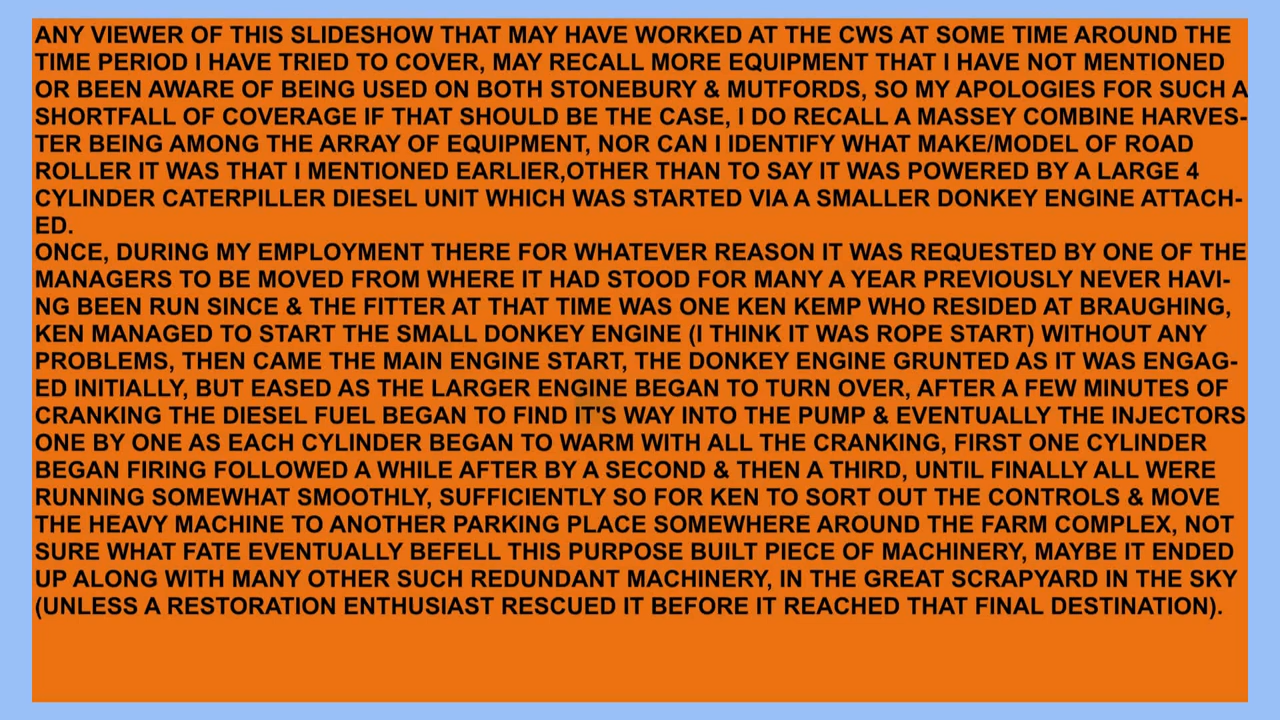 ANY VIEWER OF THIS SLIDESHOW THAT MAY HAVE WORKED AT THE CWS AT SOME TIME AROUND THE
TIME PERIOD I HAVE TRIED TO COVER, MAY RECALL MORE EQUIPMENT THAT I HAVE NOT MENTIONED
OR BEEN AWARE OF BEING USED ON BOTH STONEBURY & MUTFORDS, SO MY APOLOGIES FOR SUCH A
SHORTFALL OF COVERAGE IF THAT SHOULD BE THE CASE, I DO RECALL A MASSEY COMBINE HARVES-
TER BEING AMONG THE ARRAY OF EQUIPMENT, NOR CAN I IDENTIFY WHAT MAKE/MODEL OF ROAD
ROLLER IT WAS THAT I MENTIONED EARLIER,OTHER THAN TO SAY IT WAS POWERED BY A LARGE 4
CYLINDER CATERPILLER DIESEL UNIT WHICH WAS STARTED VIA A SMALLER DONKEY ENGINE ATTACH-
ED.
ONCE, DURING MY EMPLOYMENT THERE FOR WHATEVER REASON IT WAS REQUESTED BY ONE OF THE
MANAGERS TO BE MOVED FROM WHERE IT HAD STOOD FOR MANY A YEAR PREVIOUSLY NEVER HAVI-
NG BEEN RUN SINCE & THE FITTER AT THAT TIME WAS ONE KEN KEMP WHO RESIDED AT BRAUGHING,
KEN MANAGED TO START THE SMALL DONKEY ENGINE (I THINK IT WAS ROPE START) WITHOUT ANY
PROBLEMS, THEN CAME THE MAIN ENGINE START, THE DONKEY ENGINE GRUNTED AS IT WAS ENGAG-
ED INITIALLY, BUT EASED AS THE LARGER ENGINE BEGAN TO TURN OVER, AFTER A FEW MINUTES OF
CRANKING THE DIESEL FUEL BEGAN TO FIND IT'S WAY INTO THE PUMP & EVENTUALLY THE INJECTORS
ONE BY ONE AS EACH CYLINDER BEGAN TO WARM WITH ALL THE CRANKING, FIRST ONE CYLINDER
BEGAN FIRING FOLLOWED A WHILE AFTER BY A SECOND & THEN A THIRD, UNTIL FINALLY ALL WERE
RUNNING SOMEWHAT SMOOTHLY, SUFFICIENTLY SO FOR KEN TO SORT OUT THE CONTROLS & MOVE
THE HEAVY MACHINE TO ANOTHER PARKING PLACE SOMEWHERE AROUND THE FARM COMPLEX, NOT
SURE WHAT FATE EVENTUALLY BEFELL THIS PURPOSE BUILT PIECE OF MACHINERY, MAYBE IT ENDED
UP ALONG WITH MANY OTHER SUCH REDUNDANT MACHINERY, IN THE GREAT SCRAPYARD IN THE SKY
(UNLESS A RESTORATION ENTHUSIAST RESCUED IT BEFORE IT REACHED THAT FINAL DESTINATION).